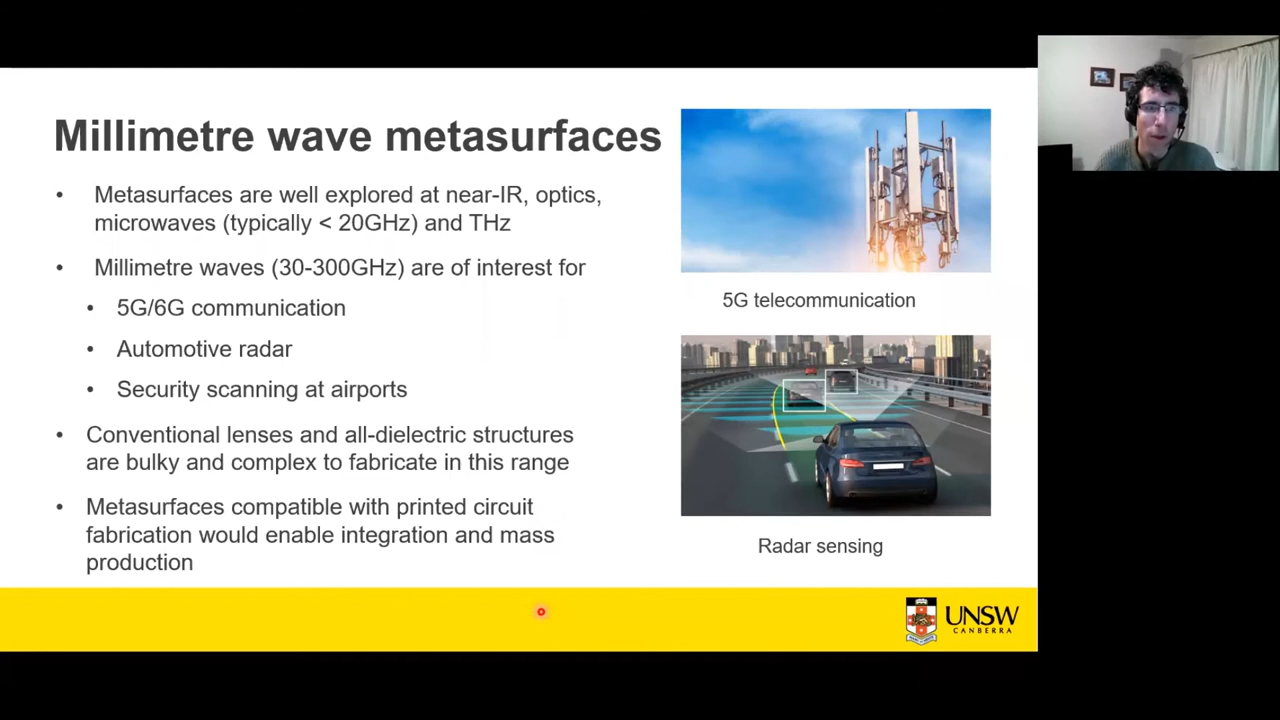 Millimetre wave metasurfaces
• Metasurfaces are well explored at near-IR, optics,
microwaves (typically < 20GHz) and THz
• Millimetre waves (30-300GHz) are of interest for
• 5G/6G communication
• Automotive radar
• Security scanning at airports
• Conventional lenses and all-dielectric structures
are bulky and complex to fabricate in this range
• Metasurfaces compatible with printed circuit
fabrication would enable integration and mass
production
5G telecommunication
Radar sensing
UNSW
CANBERRA